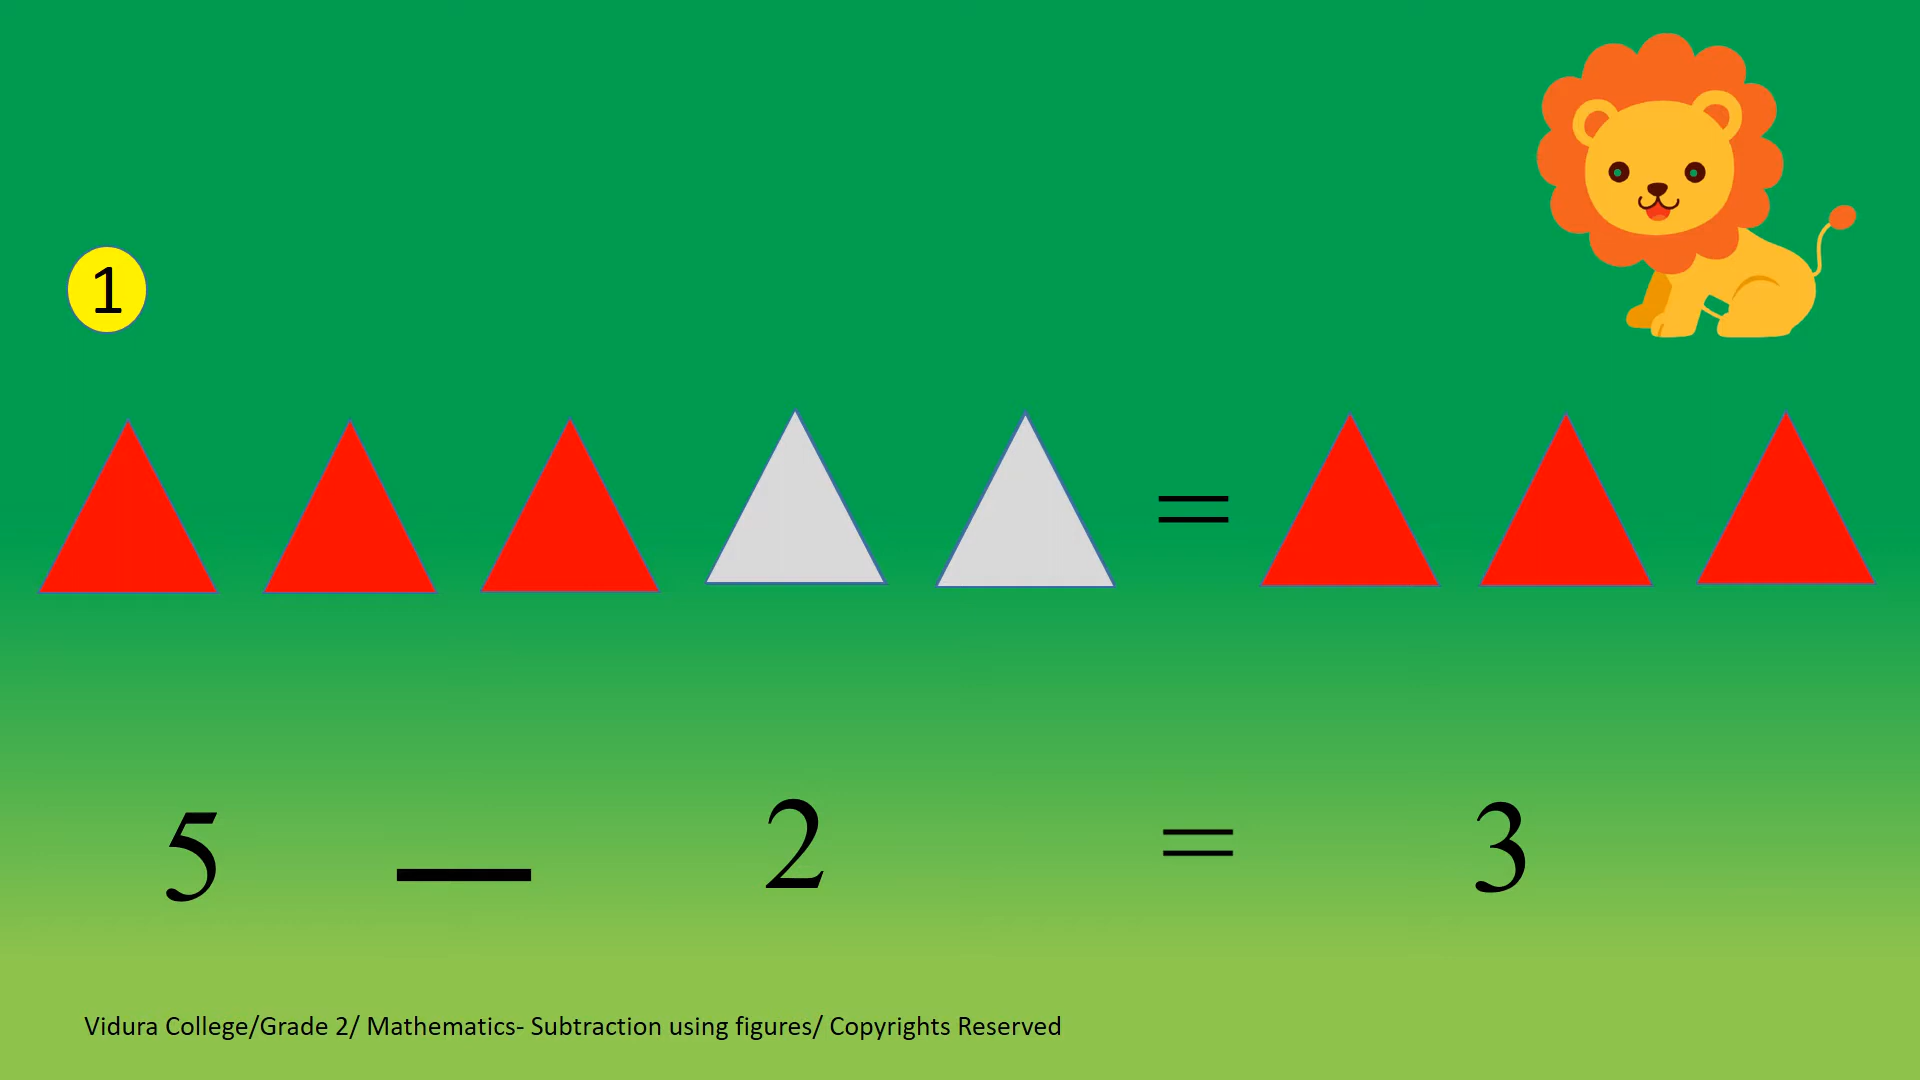 1
=
5 — 2 = 3
Vidura College/Grade 2/ Mathematics- Subtraction using figures/ Copyrights Reserved